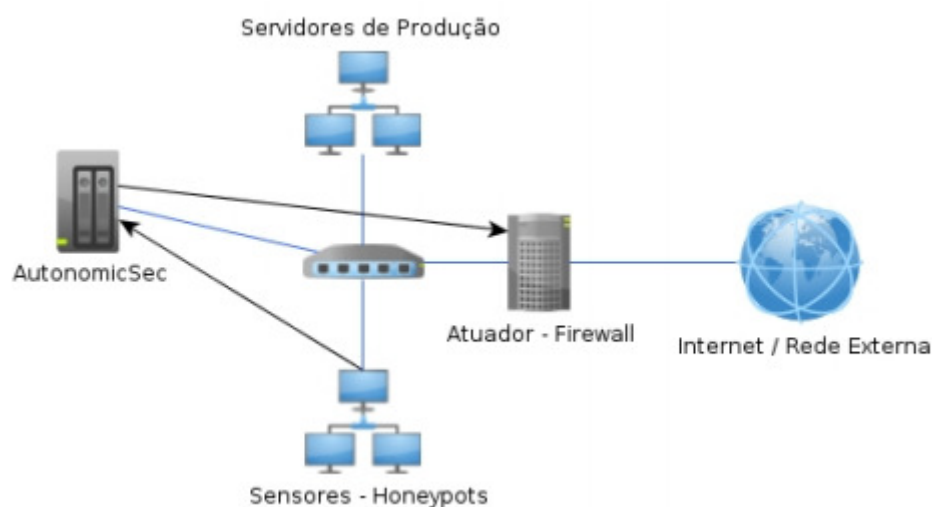 Servidores de Produção
AutonomicSec
Atuador - Firewall
Internet / Rede Externa
Sensores - Honeypots